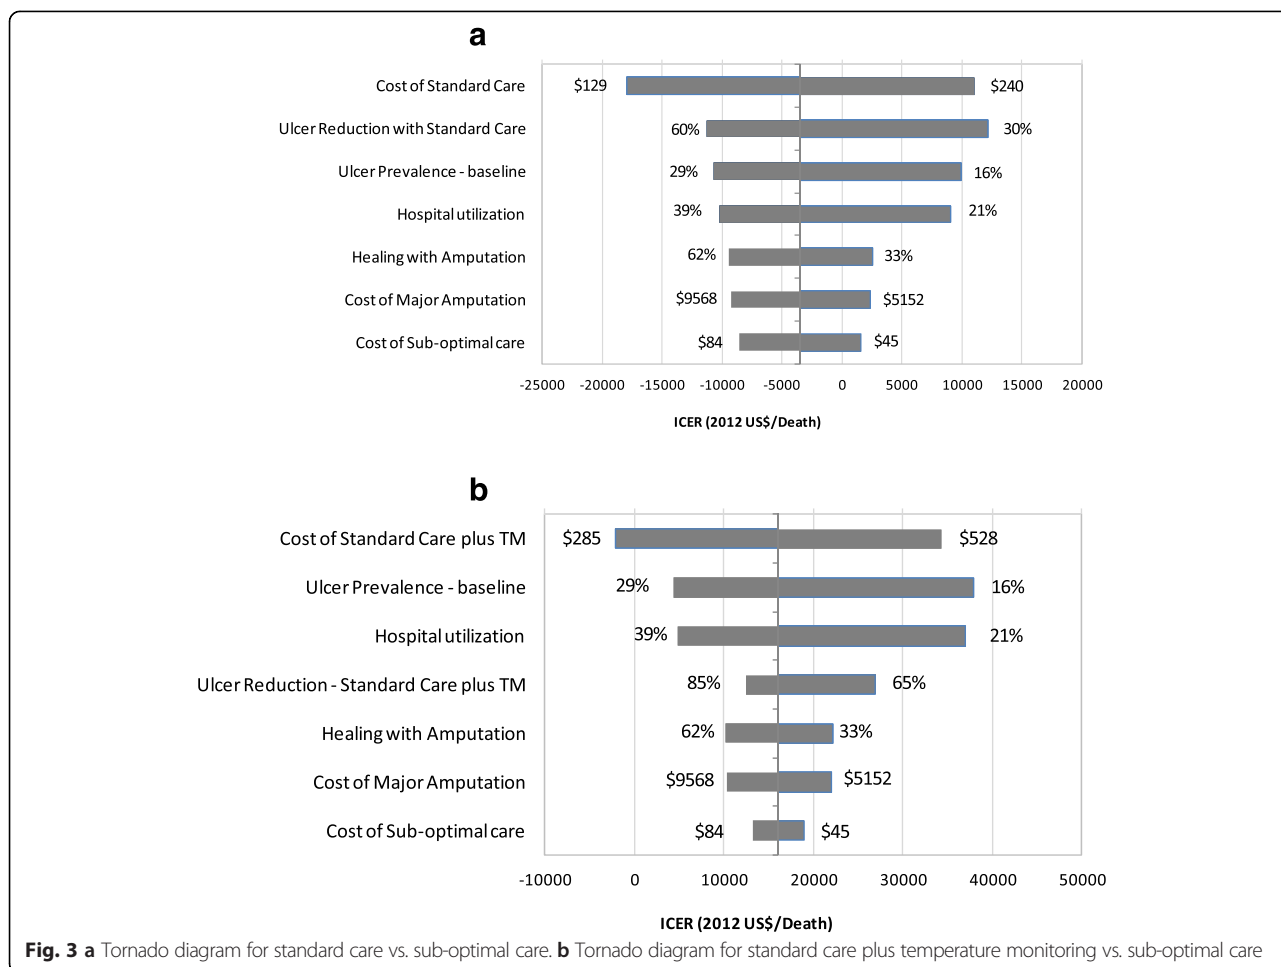 a
Cost of Standard Care $129 $240
Ulcer Reduction with Standard Care 60% 30%
Ulcer Prevalence - baseline 29% 16%
Hospital utilization 39% 21%
Healing with Amputation 62% 33%
Cost of Major Amputation $9568 $5152
Cost of Sub-optimal care $84 $45
-25000 -20000 -15000 -10000 -5000 0 5000 10000 15000 20000
ICER (2012 US$/Death)
b
Cost of Standard Care plus TM $285 $528
Ulcer Prevalence - baseline 29% 16%
Hospital utilization 39% 21%
Ulcer Reduction - Standard Care plus TM 85% 65%
Healing with Amputation 62% 33%
Cost of Major Amputation $9568 $5152
Cost of Sub-optimal care $84 $45
-10000 0 10000 20000 30000 40000 50000
ICER (2012 US$/Death)
Fig. 3 a Tornado diagram for standard care vs. sub-optimal care. b Tornado diagram for standard care plus temperature monitoring vs. sub-optimal care